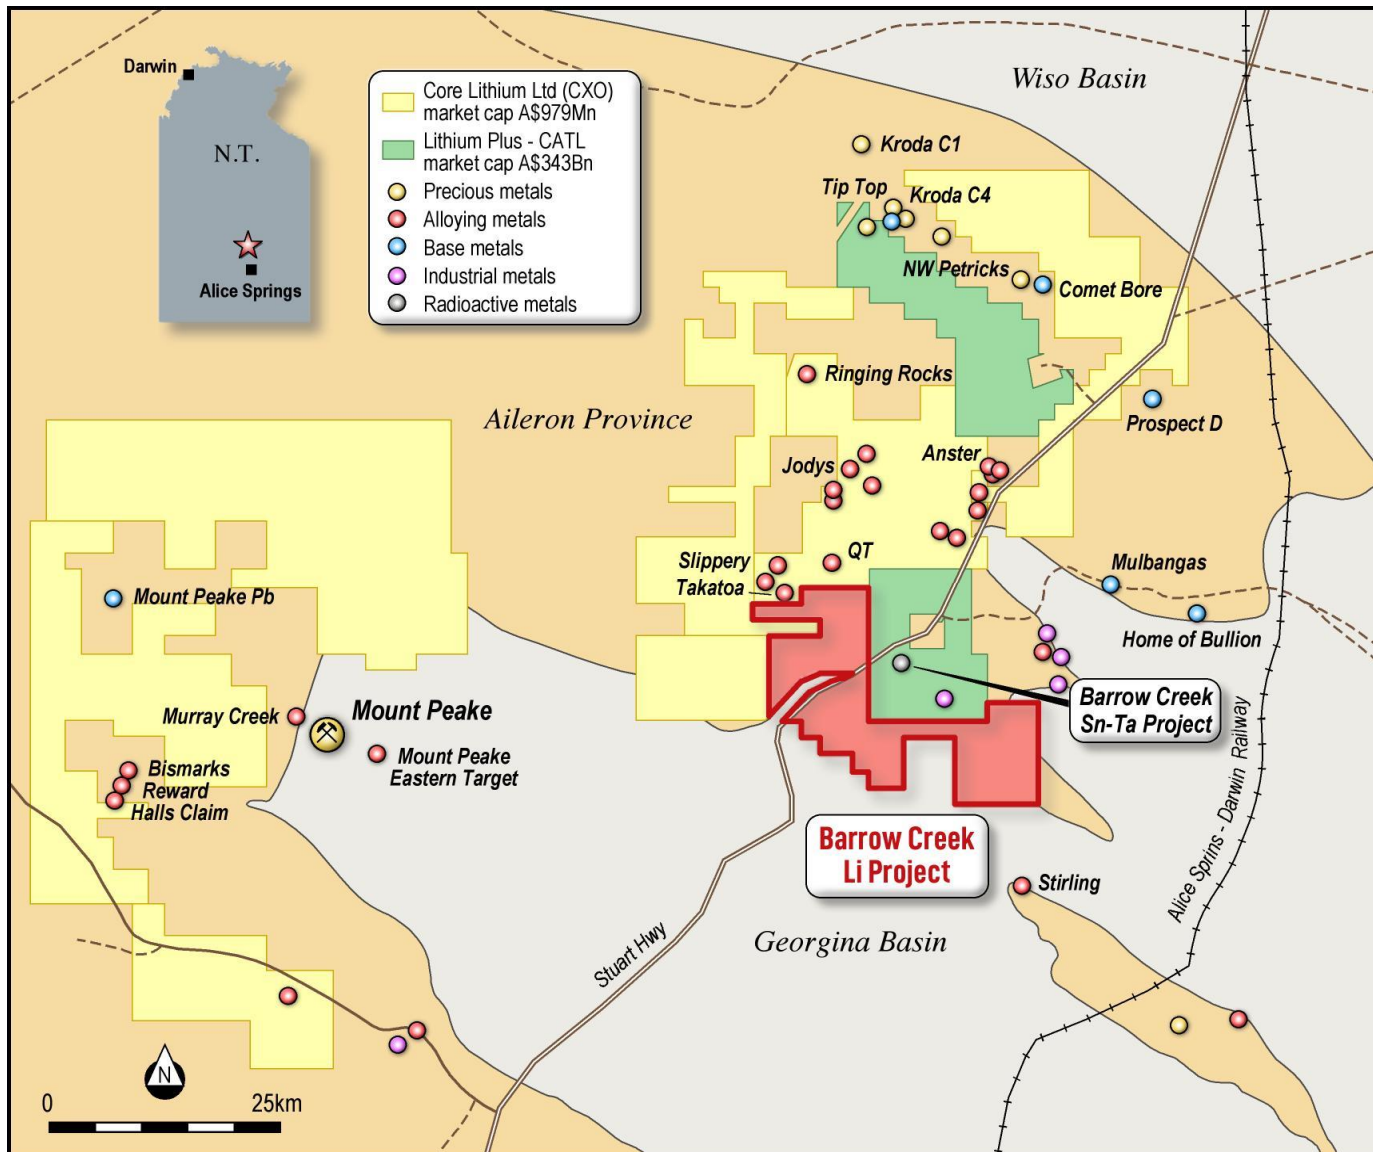 Darwin
N.T.
Alice Springs
Core Lithium Ltd (CXO)
market cap A$979Mn
Lithium Plus - CATL
market cap A$343Bn
Precious metals
Alloying metals
Base metals
Industrial metals
Radioactive metals
Wiso Basin
Kroda C1
Tip Top
Kroda C4
NW Petricks
Comet Bore
Ringing Rocks
Aileron Province
Prospect D
Jodys
Anster
QT
Slippery
Takatoa
Mulbangas
Home of Bullion
Mount Peake Pb
Barrow Creek
Sn-Ta Project
Murray Creek
Mount Peake
Mount Peake
Eastern Target
Bismarks
Reward
Halls Claim
Barrow Creek
Li Project
Stirling
Georgina Basin
Stuart Hwy
Alice Sprins - Darwin Railway
N
0
25km